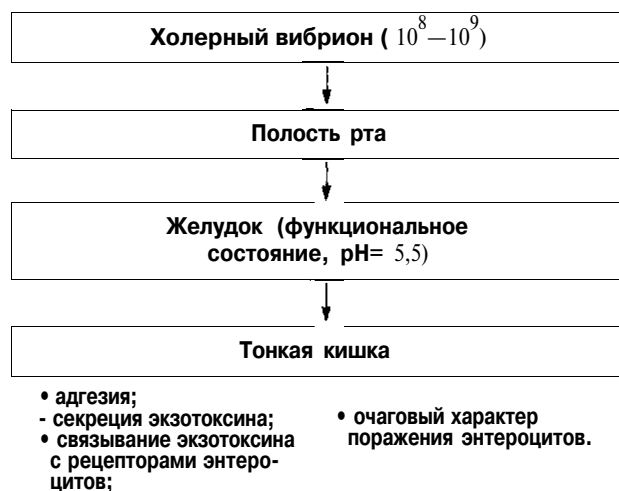 Холерный вибрион ( 10⁸—10⁹)
Полость рта
Желудок (функциональное
состояние, рН= 5,5)
Тонкая кишка
• адгезия;
- секреция экзотоксина;
• связывание экзотоксина
с рецепторами энтеро-
цитов;
• очаговый характер
поражения энтероцитов.